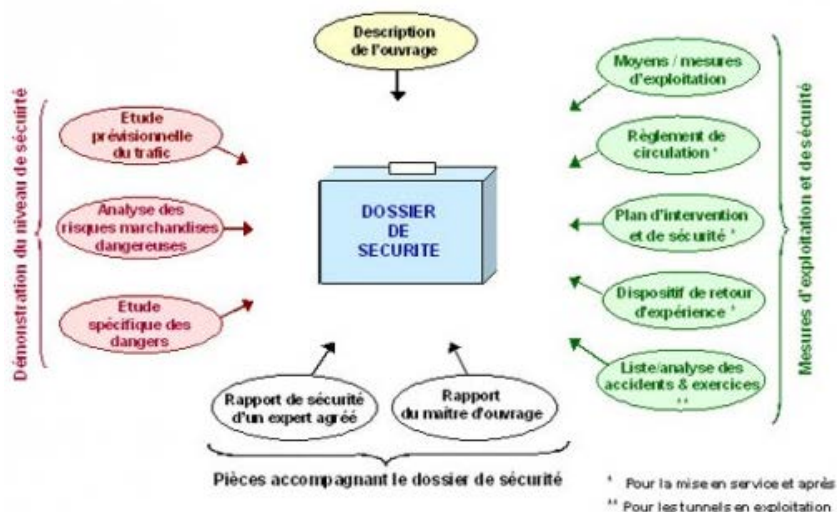 Description
de l'ouvrage
Démonstration du niveau de sécuirté
Etude
prévisionnelle
du trafic
Analyse des
risques marchandises
dangereuses
Etude
spécifique des
dangers
DOSSIER
DE
SECURITE
Moyens / mesures
d'exploitation
Règlement de
circulation *
Plan d'intervention
et de sécurité *
Dispositif de retour
d'expérience *
Liste/analyse des
accidents & exercices
**
Mesures d'exploitation et de sécurité
Rapport de sécurité
d'un expert agréé
Rapport
du maître d'ouvrage
Pièces accompagnant le dossier de sécurité
* Pour la mise en service et après
** Pour les tunnels en exploitation